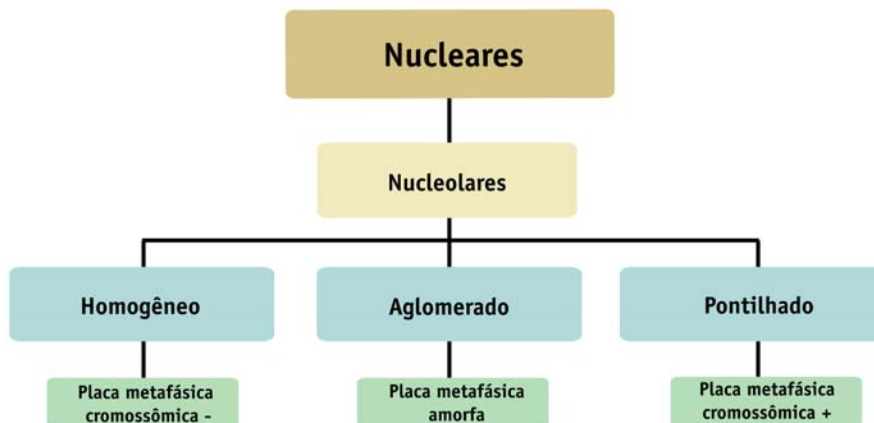 Nucleares
Nucleolares
Homogêneo
Aglomerado
Pontilhado
Placa metafásica
cromossômica -
Placa metafásica
amorfa
Placa metafásica
cromossômica +